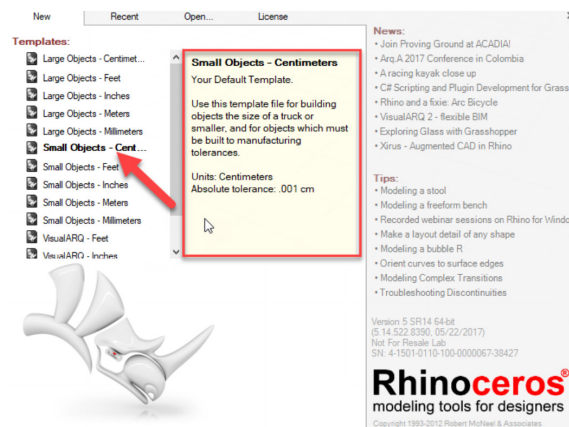 New Recent Open... License
Templates:
Large Objects - Centimet...
Large Objects - Feet
Large Objects - Inches
Large Objects - Meters
Large Objects - Millimeters
Small Objects - Cent...
Small Objects - Feet
Small Objects - Inches
Small Objects - Meters
Small Objects - Millimeters
VisualARQ - Feet
VisualARQ - Inches
Small Objects - Centimeters
Your Default Template.
Use this template file for building
objects the size of a truck or
smaller, and for objects which must
be built to manufacturing
tolerances.
Units: Centimeters
Absolute tolerance: .001 cm
News:
• Join Proving Ground at ACADIA!
• Arq.A 2017 Conference in Colombia
• A racing kayak close up
• C# Scripting and Plugin Development for Grass
• Rhino and a fixie: Arc Bicycle
• VisualARQ 2 - flexible BIM
• Exploring Glass with Grasshopper
• Xirus - Augmented CAD in Rhino
Tips:
• Modeling a stool
• Modeling a freeform bench
• Recorded webinar sessions on Rhino for Windo
• Make a layout detail of any shape
• Modeling a bubble R
• Orient curves to surface edges
• Modeling Complex Transitions
• Troubleshooting Discontinuities
Version 5 SR14 64-bit
(5.14.522.8390, 05/22/2017)
Not For Resale Lab
SN: 4-1501-0110-100-0000067-38427
Rhinoceros®
modeling tools for designers
Copyright 1993-2012 Robert McNeel & Associates